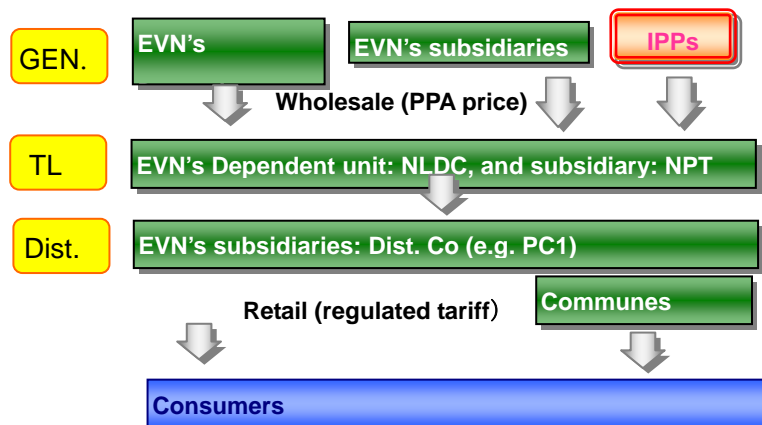 GEN.
EVN's
EVN's subsidiaries
IPPs
Wholesale (PPA price)
TL
EVN's Dependent unit: NLDC, and subsidiary: NPT
Dist.
EVN's subsidiaries: Dist. Co (e.g. PC1)
Communes
Retail (regulated tariff）
Consumers